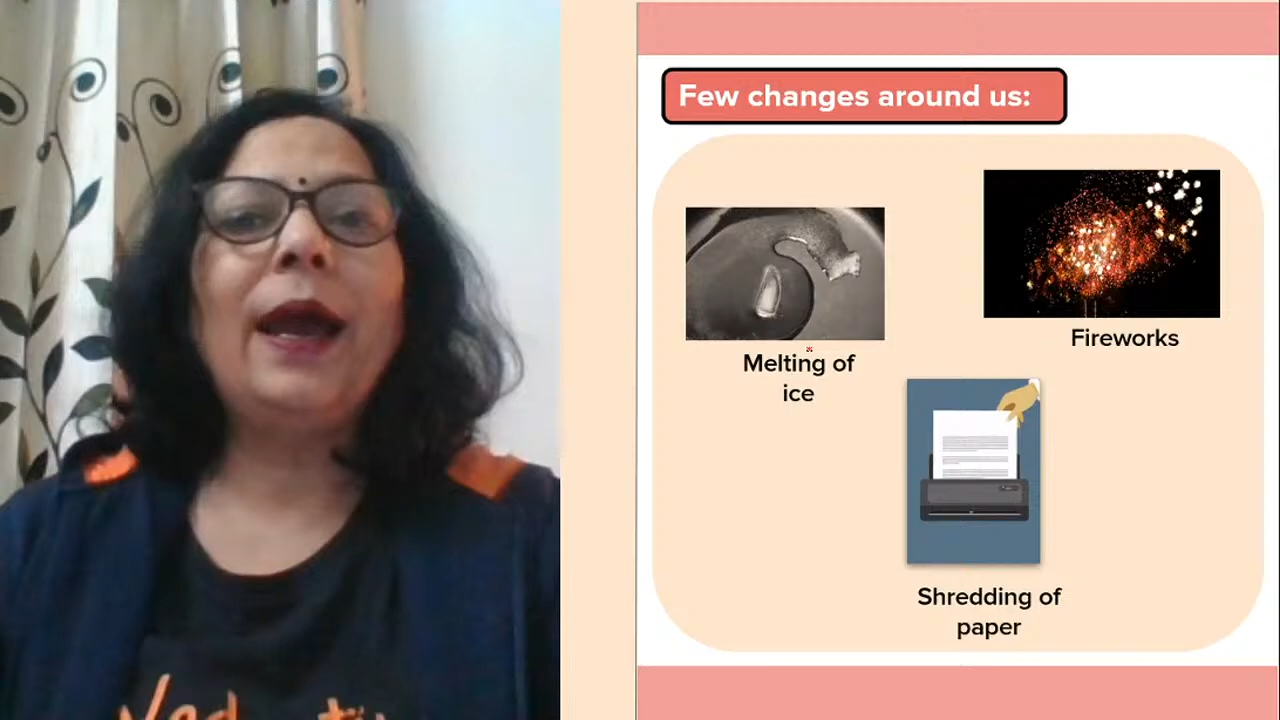 Few changes around us:
Fireworks
Melting of
ice
Shredding of
paper